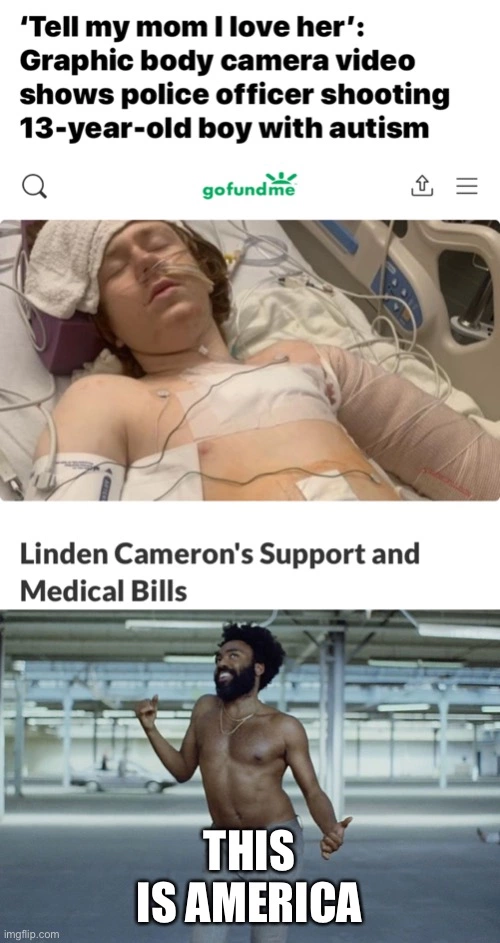 ‘Tell my mom I love her’:
Graphic body camera video
shows police officer shooting
13-year-old boy with autism
gofundme
Linden Cameron's Support and
Medical Bills
THIS
IS AMERICA
imgflip.com